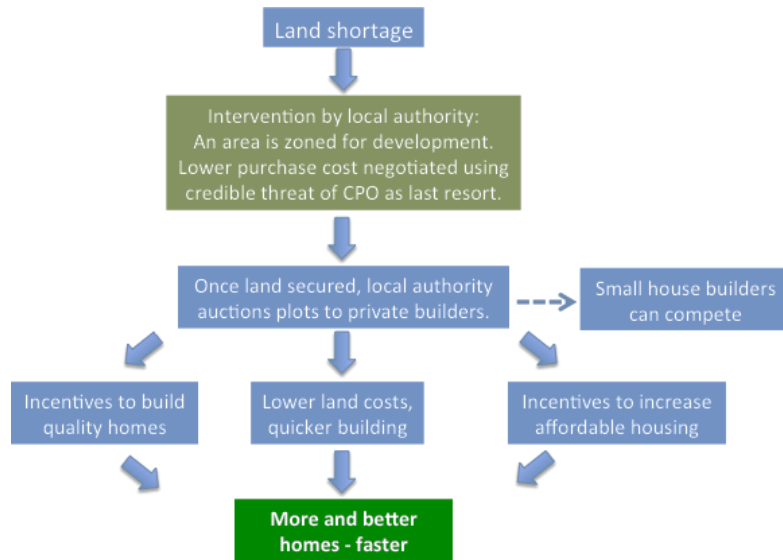 Land shortage
Intervention by local authority:
An area is zoned for development.
Lower purchase cost negotiated using
credible threat of CPO as last resort.
Once land secured, local authority
auctions plots to private builders.
Small house builders
can compete
Incentives to build
quality homes
Lower land costs,
quicker building
Incentives to increase
affordable housing
More and better
homes - faster